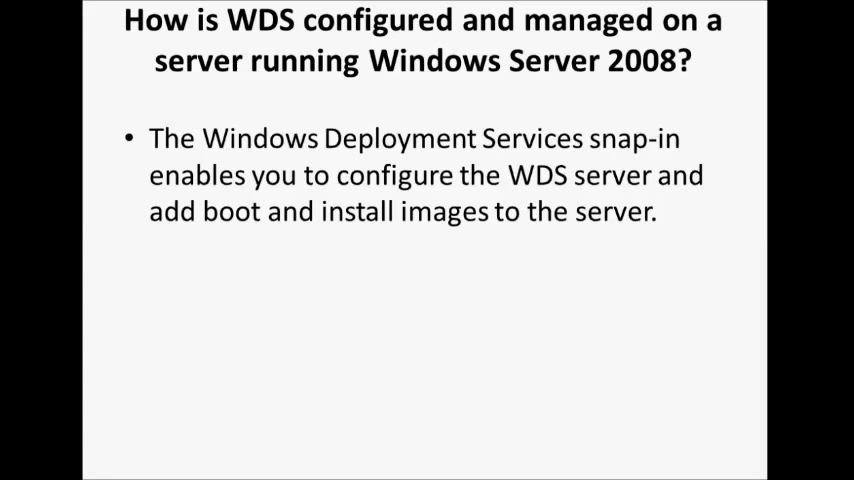 How is WDS configured and managed on a
server running Windows Server 2008?
• The Windows Deployment Services snap-in
enables you to configure the WDS server and
add boot and install images to the server.